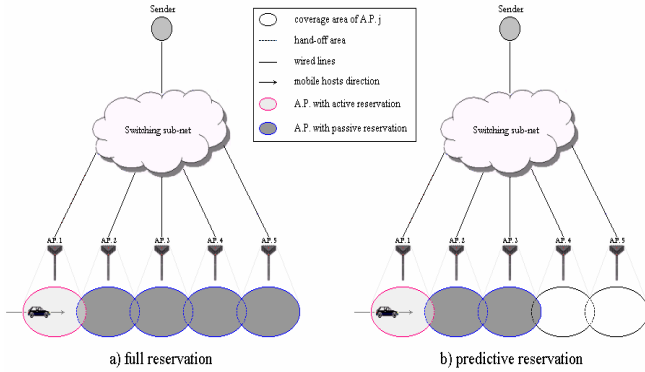 Sender
Switching sub-net
A.P. 1
A.P. 2
A.P. 3
A.P. 4
A.P. 5
a) full reservation
coverage area of A.P. j
hand-off area
wired lines
mobile hosts direction
A.P. with active reservation
A.P. with passive reservation
Sender
Switching sub-net
A.P. 1
A.P. 2
A.P. 3
A.P. 4
A.P. 5
b) predictive reservation